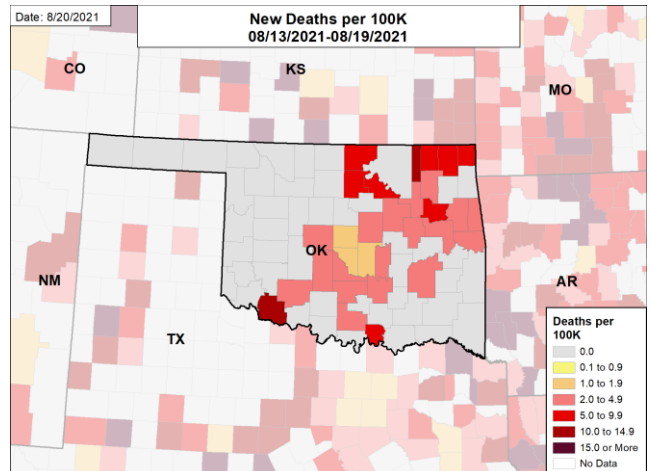 Date: 8/20/2021
New Deaths per 100K
08/13/2021-08/19/2021
CO
KS
MO
OK
NM
TX
AR
Deaths per
100K
0.0
0.1 to 0.9
1.0 to 1.9
2.0 to 4.9
5.0 to 9.9
10.0 to 14.9
15.0 or More
No Data